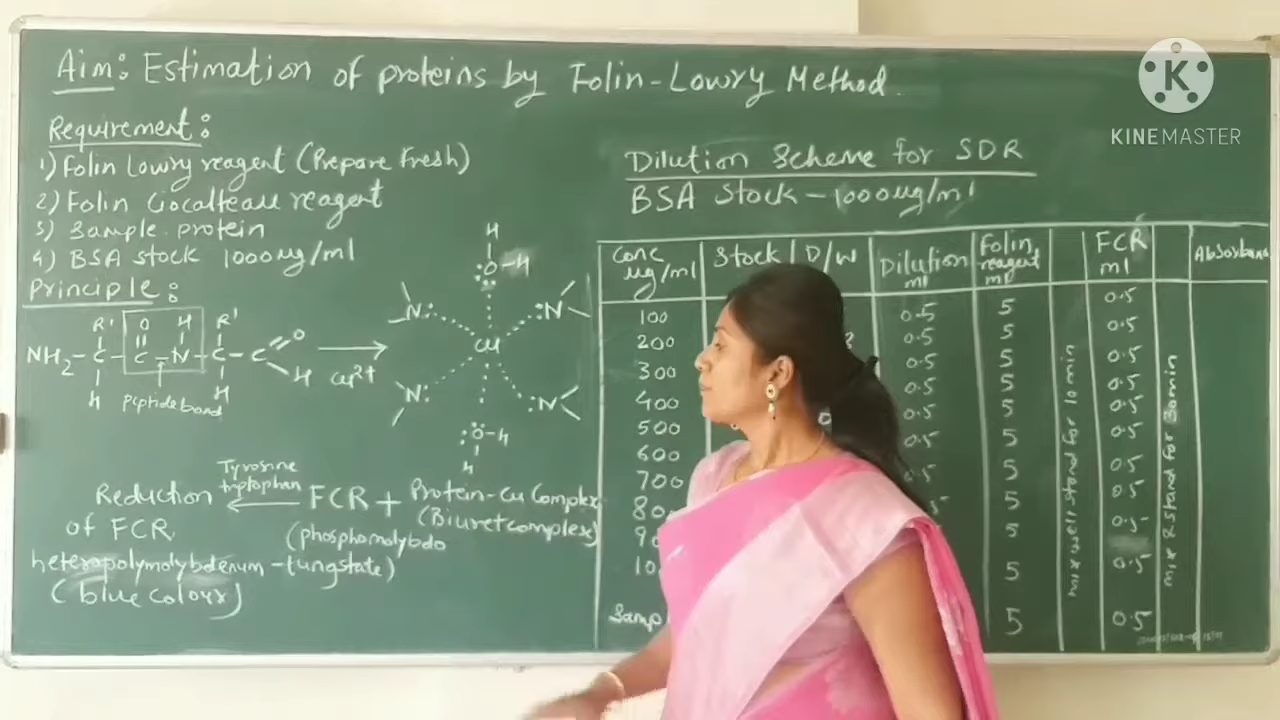 Aim: Estimation of proteins by Folin-Lowry Method.
KINEMASTER
Requirement:
1) Folin Lowry reagent (Prepare Fresh)
2) Folin Ciocalteau reagent
3) Sample protein
4) BSA stock 1000 ug/ml
Principle:
R' O H R'
NH2-C-C-N-C-C O
H H H
peptide bond
Cu2+
H
:O-H
N: :N
Cu
N: :N
:O-H
H
Reduction Tyrosine tryptophan FCR + Protein-Cu Complex
of FCR (phosphomolybdo (Biuret complex)
heteropolymolybdenum -tungstate)
(blue colour)
Dilution Scheme for SDR
BSA Stock - 1000ug/ml
Conc ug/ml Stock D/W Dilution ml Folin reagent ml FCR ml Absorban
100 0.5 5 0.5
200 0.5 5 0.5
300 0.5 5 0.5
400 0.5 5 0.5
500 0.5 5 0.5
600 0.5 5 0.5
700 0.5 5 0.5
80 5 5 0.5
90 5 0.5
10 5 0.5
Samp 5 0.5
mix well stand for 10 min
mix & stand for 30min